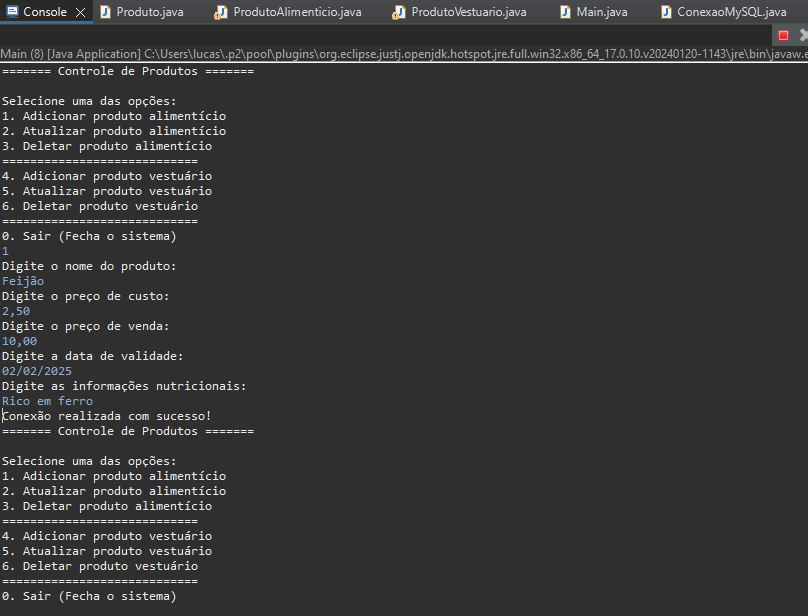 Console
Produto.java
ProdutoAlimenticio.java
ProdutoVestuario.java
Main.java
ConexaoMySQL.java
Main (8) [Java Application] C:\Users\lucas\.p2\pool\plugins\org.eclipse.justj.openjdk.hotspot.jre.full.win32.x86_64_17.0.10.v20240120-1143\jre\bin\javaw.e
======= Controle de Produtos =======
Selecione uma das opções:
1. Adicionar produto alimentício
2. Atualizar produto alimentício
3. Deletar produto alimentício
============================
4. Adicionar produto vestuário
5. Atualizar produto vestuário
6. Deletar produto vestuário
============================
0. Sair (Fecha o sistema)
1
Digite o nome do produto:
Feijão
Digite o preço de custo:
2,50
Digite o preço de venda:
10,00
Digite a data de validade:
02/02/2025
Digite as informações nutricionais:
Rico em ferro
Conexão realizada com sucesso!
======= Controle de Produtos =======
Selecione uma das opções:
1. Adicionar produto alimentício
2. Atualizar produto alimentício
3. Deletar produto alimentício
============================
4. Adicionar produto vestuário
5. Atualizar produto vestuário
6. Deletar produto vestuário
============================
0. Sair (Fecha o sistema)